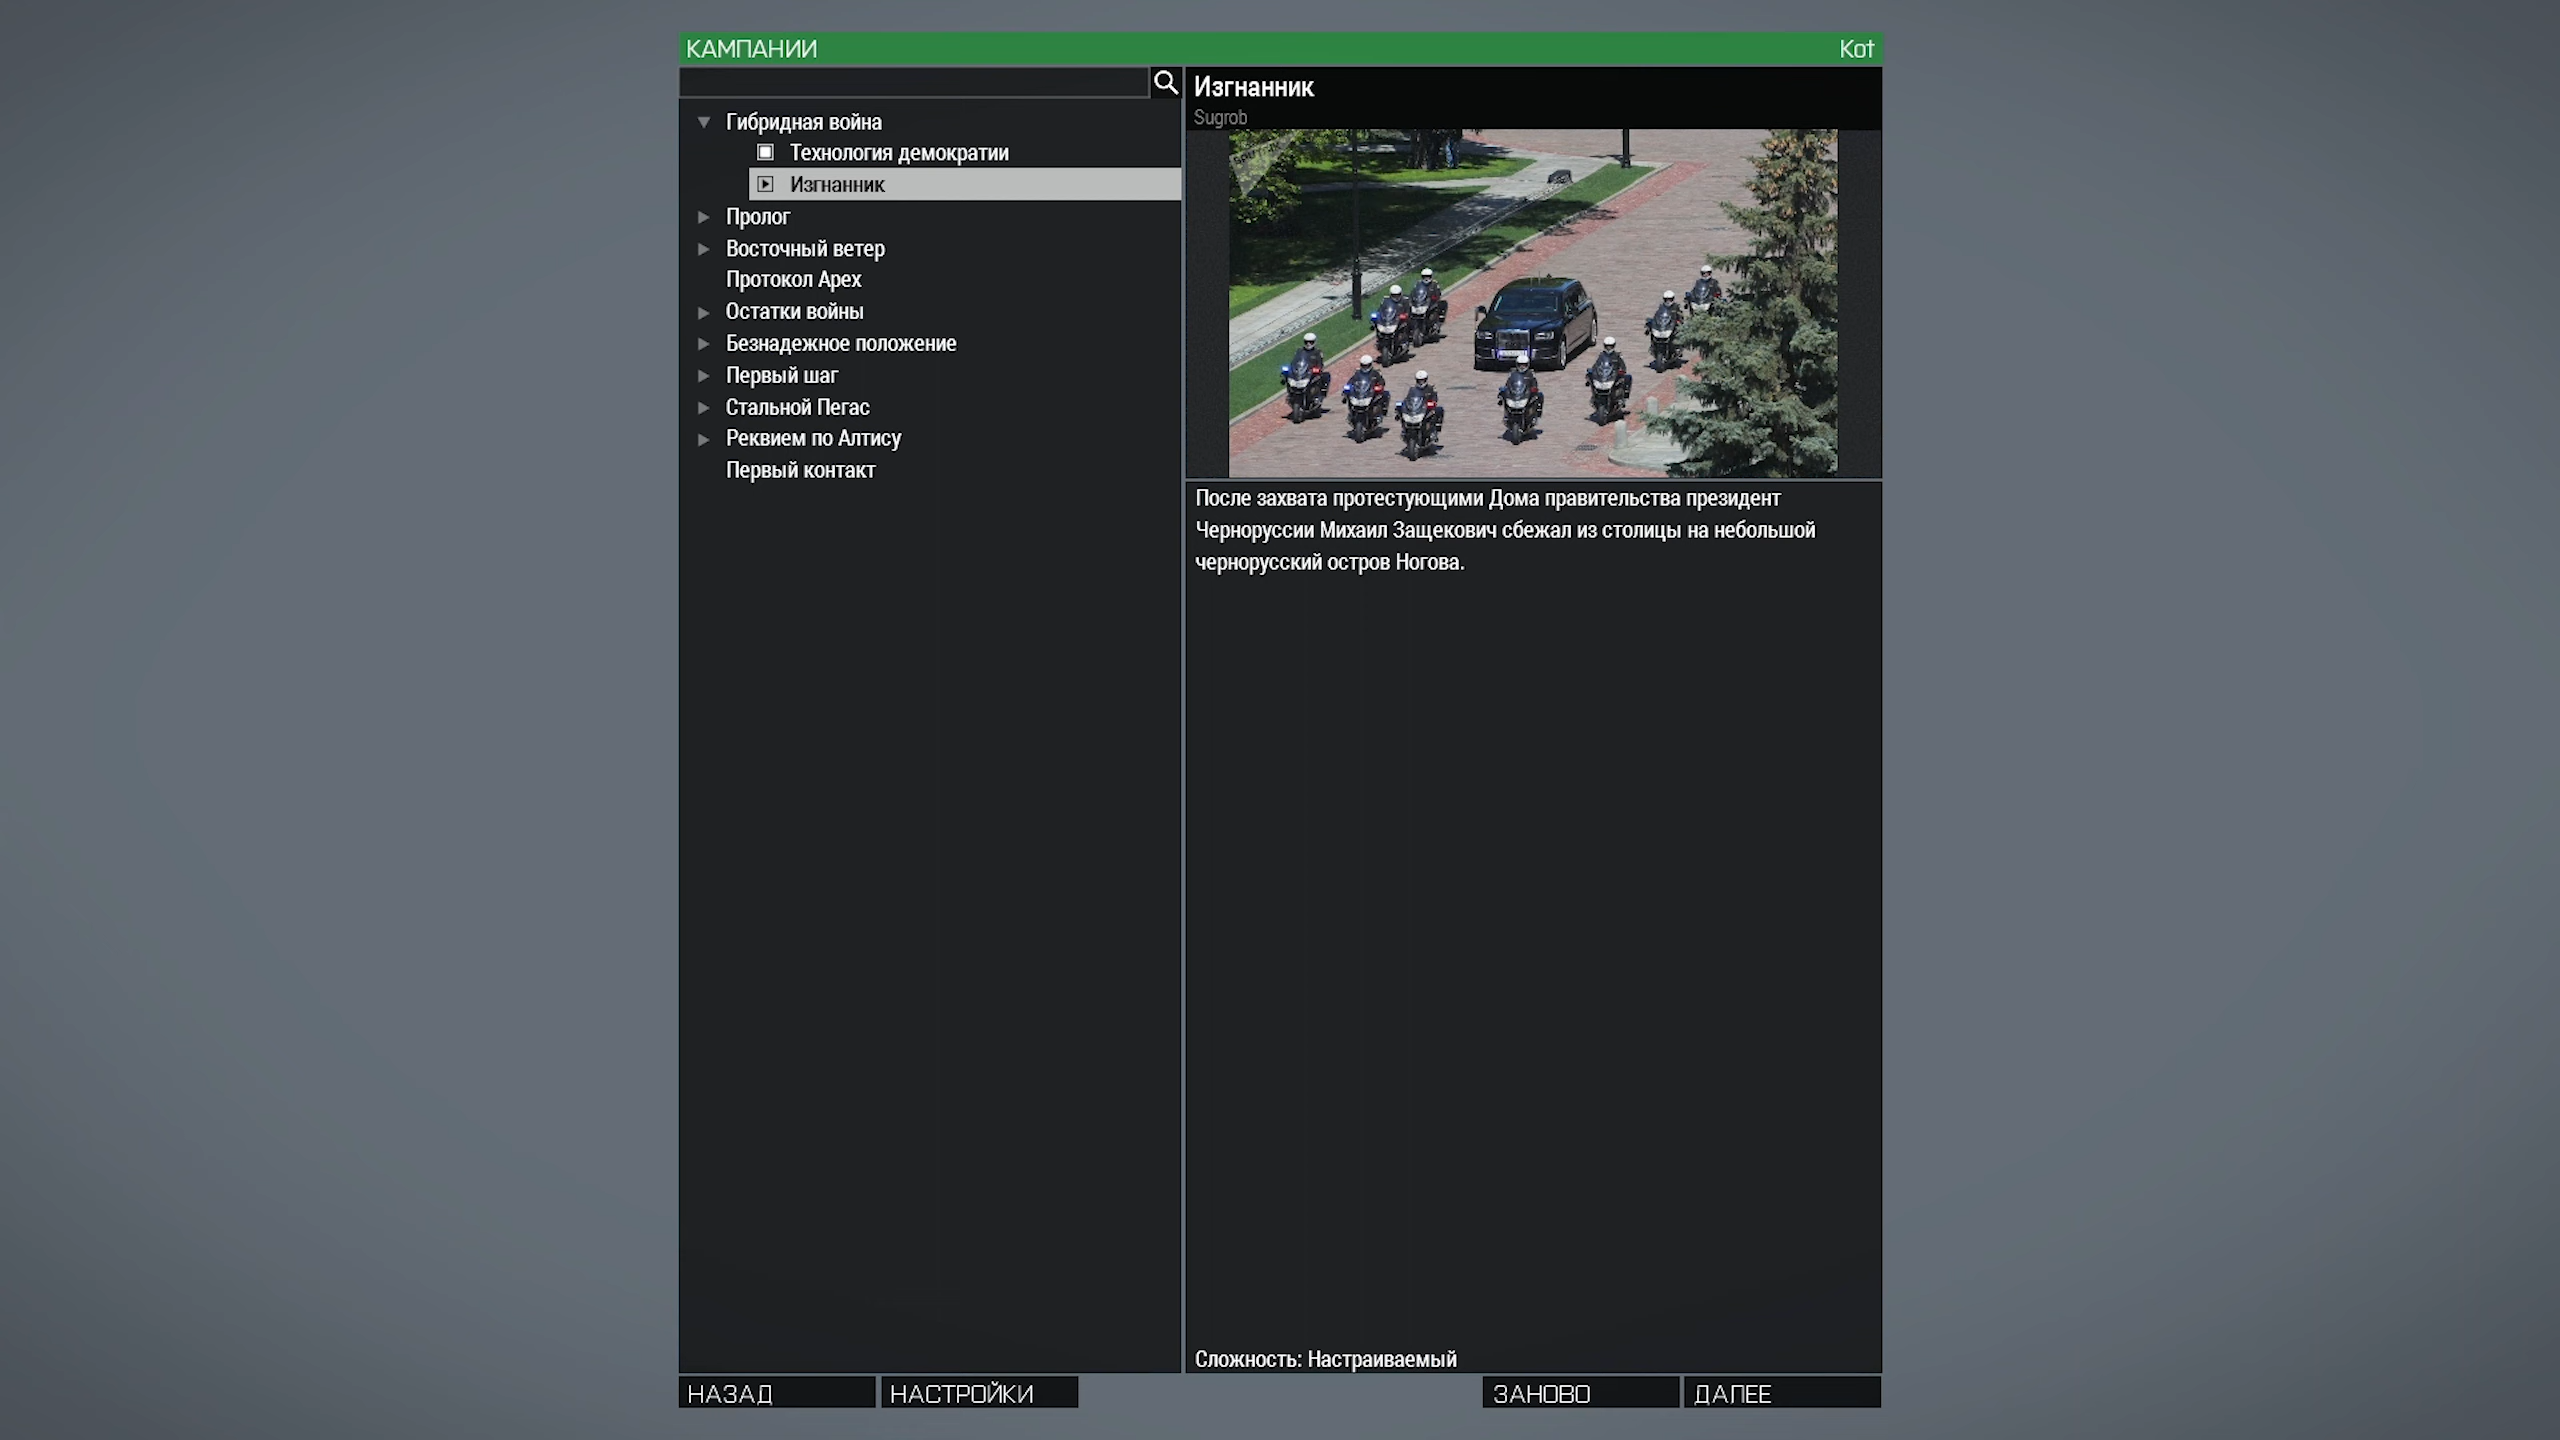 КАМПАНИИ
Kot
Гибридная война
Технология демократии
Изгнанник
Пролог
Восточный ветер
Протокол Apex
Остатки войны
Безнадежное положение
Первый шаг
Стальной Пегас
Реквием по Алтису
Первый контакт
Изгнанник
Sugrob
После захвата протестующими Дома правительства президент
Черноруссии Михаил Защекович сбежал из столицы на небольшой
чернорусский остров Ногова.
Сложность: Настраиваемый
НАЗАД
НАСТРОЙКИ
ЗАНОВО
ДАЛЕЕ